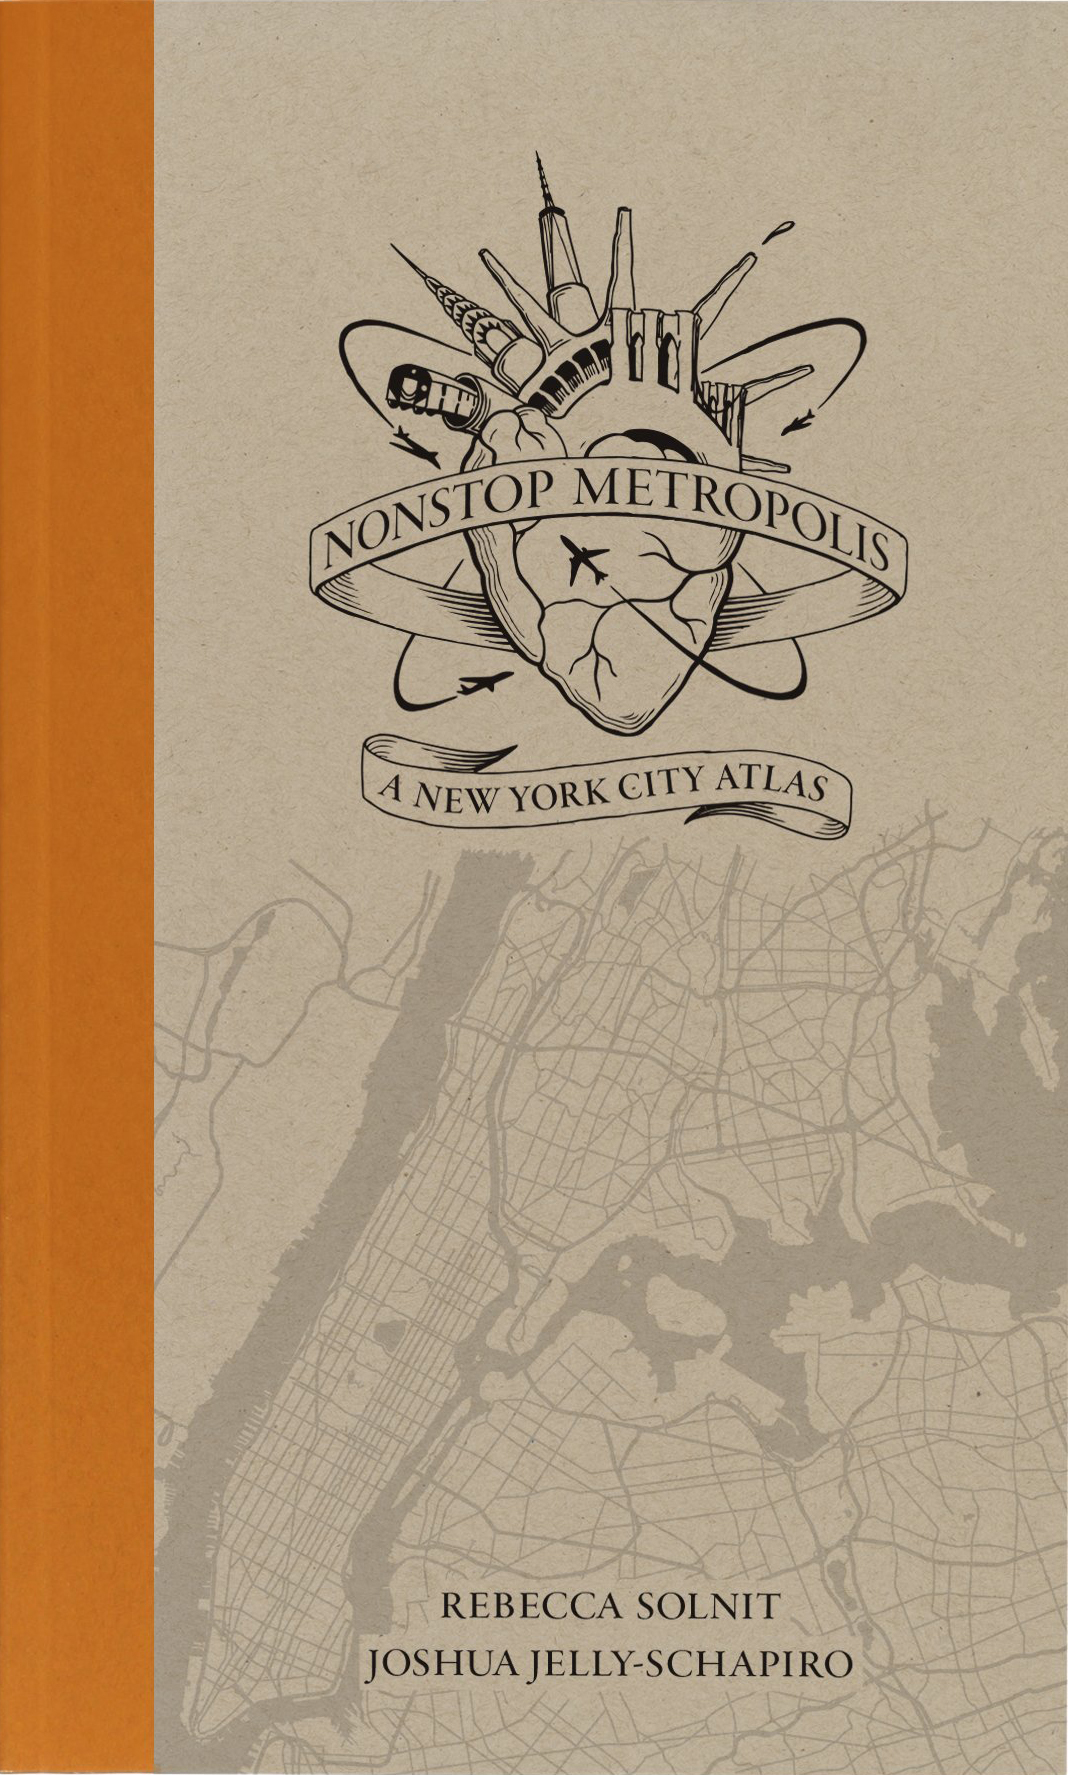 NONSTOP METROPOLIS
A NEW YORK CITY ATLAS
REBECCA SOLNIT
JOSHUA JELLY-SCHAPIRO